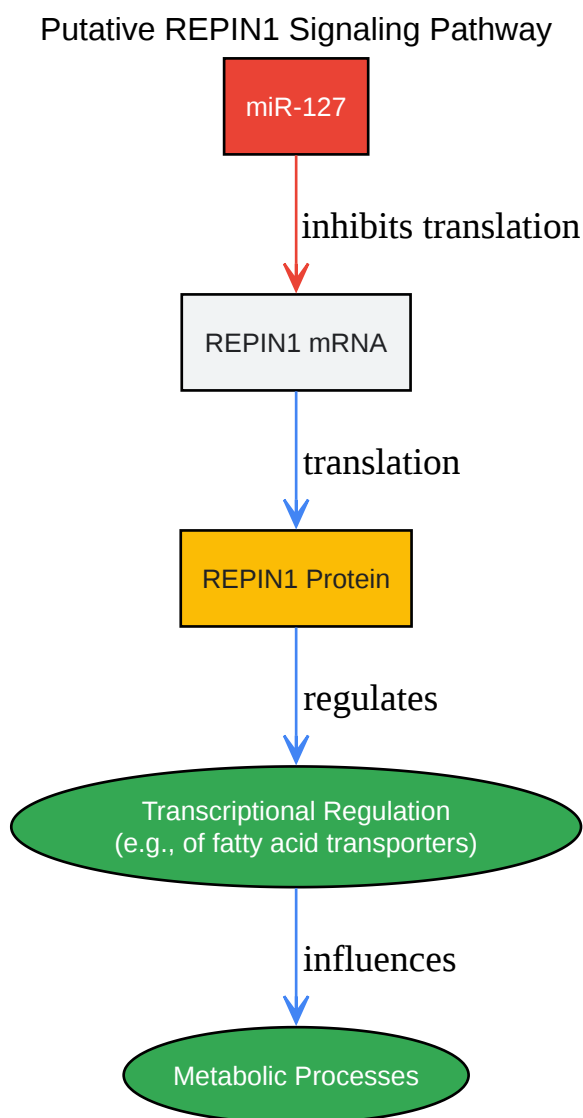 Putative REPIN1 Signaling Pathway
miR-127
inhibits translation
REPIN1 mRNA
translation
REPIN1 Protein
regulates
Transcriptional Regulation
(e.g., of fatty acid transporters)
influences
Metabolic Processes